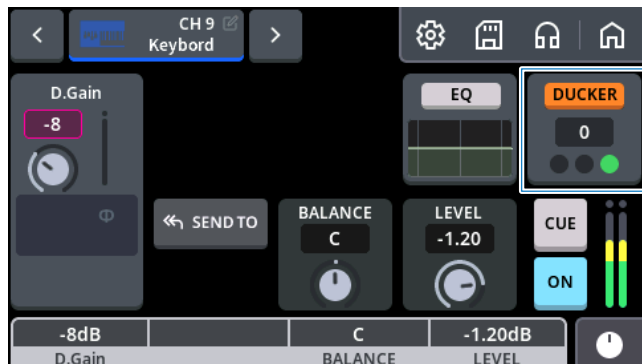 CH 9
Keybord
D.Gain
-8
Φ
SEND TO
BALANCE
C
EQ
LEVEL
-1.20
DUCKER
0
CUE
ON
-8dB
C
-1.20dB
D.Gain
BALANCE
LEVEL